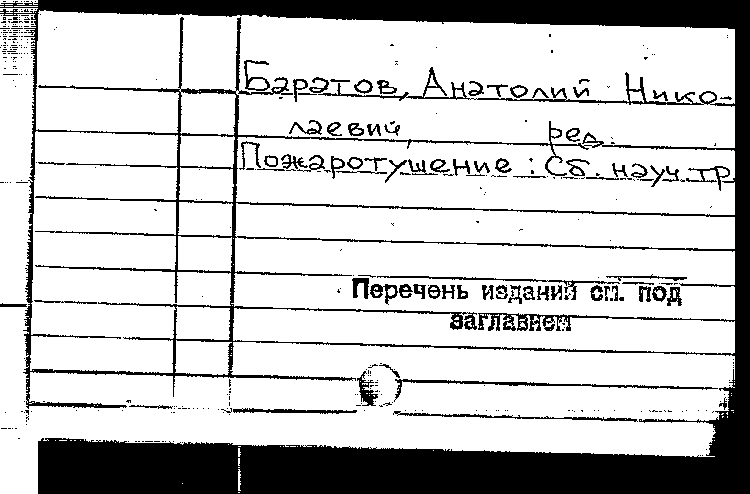 Баратов, Анатолий Нико-
лаевич, ред.
Пожаротушение : Сб. науч. тр
Перечень изданий см. под
заглавием